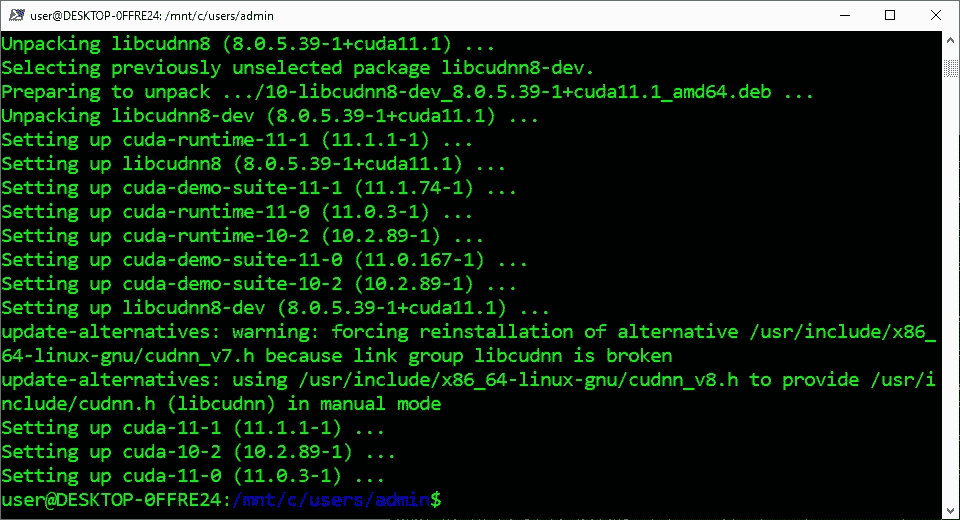 user@DESKTOP-0FFRE24: /mnt/c/users/admin
Unpacking libcudnn8 (8.0.5.39-1+cuda11.1) ...
Selecting previously unselected package libcudnn8-dev.
Preparing to unpack .../10-libcudnn8-dev_8.0.5.39-1+cuda11.1_amd64.deb ...
Unpacking libcudnn8-dev (8.0.5.39-1+cuda11.1) ...
Setting up cuda-runtime-11-1 (11.1.1-1) ...
Setting up libcudnn8 (8.0.5.39-1+cuda11.1) ...
Setting up cuda-demo-suite-11-1 (11.1.74-1) ...
Setting up cuda-runtime-11-0 (11.0.3-1) ...
Setting up cuda-runtime-10-2 (10.2.89-1) ...
Setting up cuda-demo-suite-11-0 (11.0.167-1) ...
Setting up cuda-demo-suite-10-2 (10.2.89-1) ...
Setting up libcudnn8-dev (8.0.5.39-1+cuda11.1) ...
update-alternatives: warning: forcing reinstallation of alternative /usr/include/x86_
64-linux-gnu/cudnn_v7.h because link group libcudnn is broken
update-alternatives: using /usr/include/x86_64-linux-gnu/cudnn_v8.h to provide /usr/i
nclude/cudnn.h (libcudnn) in manual mode
Setting up cuda-11-1 (11.1.1-1) ...
Setting up cuda-10-2 (10.2.89-1) ...
Setting up cuda-11-0 (11.0.3-1) ...
user@DESKTOP-0FFRE24:/mnt/c/users/admin$